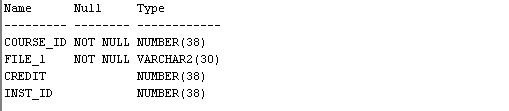 Name      Null     Type
--------- -------- ------------
COURSE_ID NOT NULL NUMBER(38)
FILE_1    NOT NULL VARCHAR2(30)
CREDIT             NUMBER(38)
INST_ID            NUMBER(38)